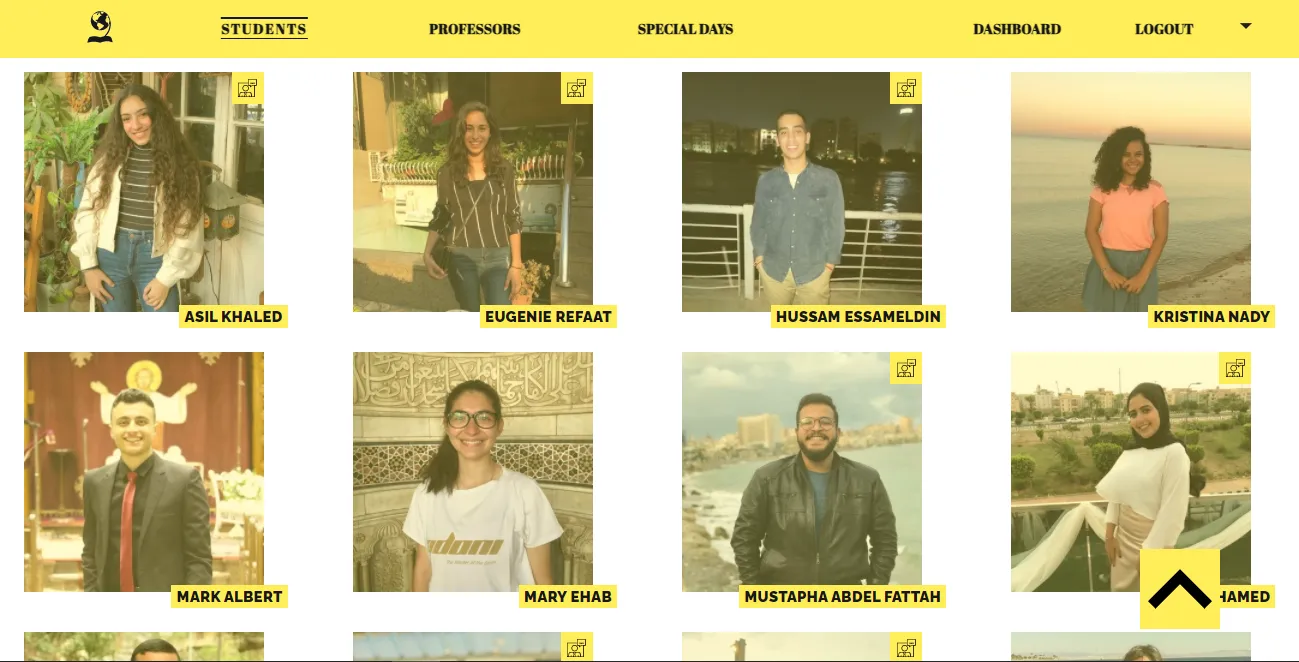 STUDENTS
PROFESSORS
SPECIAL DAYS
DASHBOARD
LOGOUT
ASIL KHALED
EUGENIE REFAAT
HUSSAM ESSAMELDIN
KRISTINA NADY
MARK ALBERT
MARY EHAB
MUSTAPHA ABDEL FATTAH
HAMED